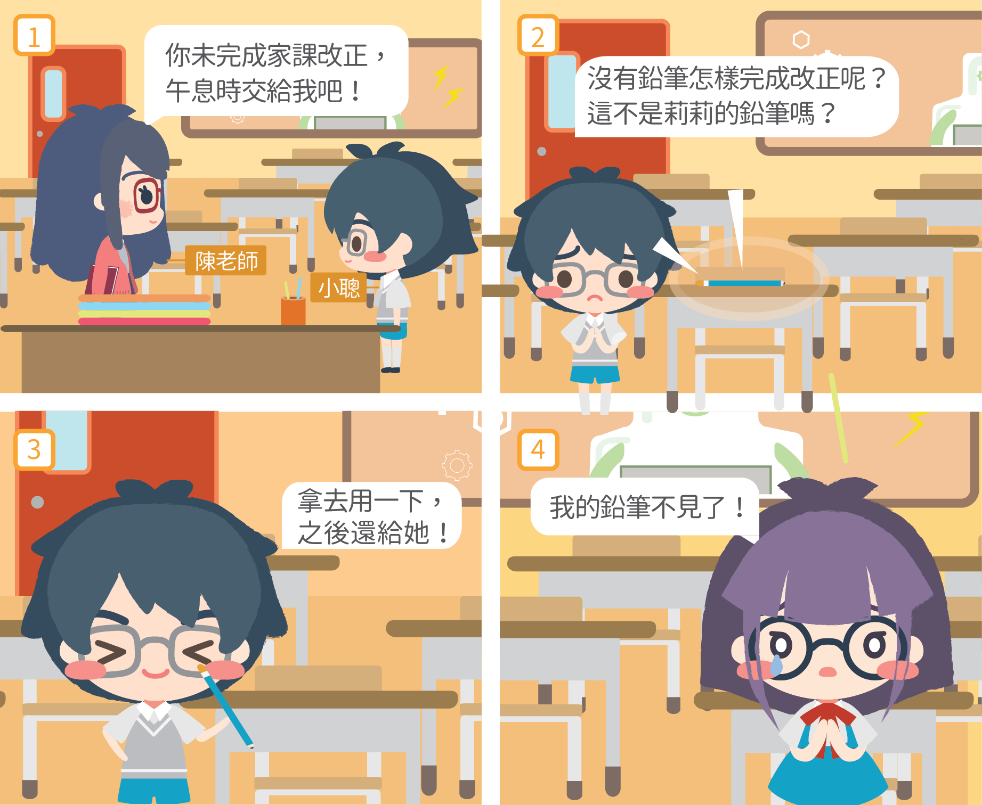 1
你未完成家課改正，
午息時交給我吧！
陳老師
小聰
2
沒有鉛筆怎樣完成改正呢？
這不是莉莉的鉛筆嗎？
3
拿去用一下，
之後還給她！
4
我的鉛筆不見了！